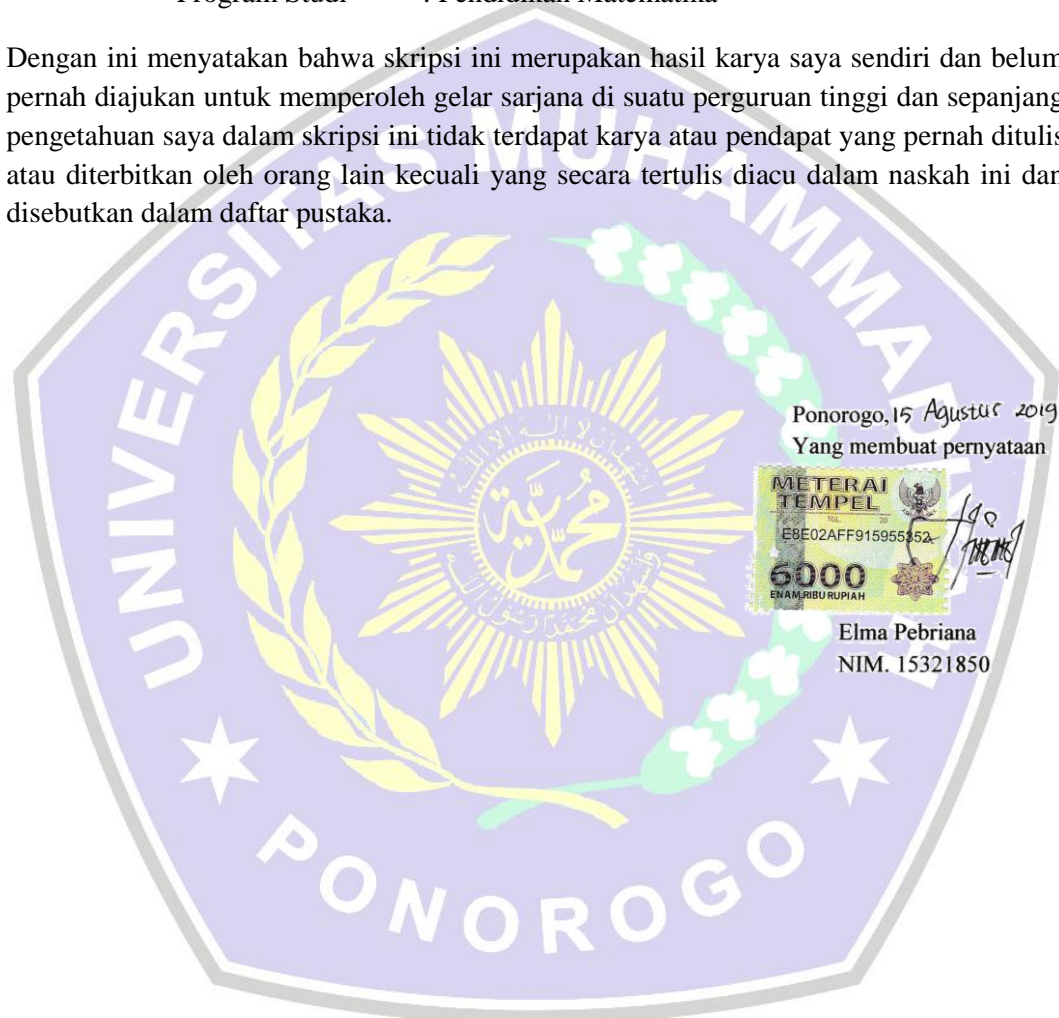 Program Studi : Pendidikan Matematika
Dengan ini menyatakan bahwa skripsi ini merupakan hasil karya saya sendiri dan belum
pernah diajukan untuk memperoleh gelar sarjana di suatu perguruan tinggi dan sepanjang
pengetahuan saya dalam skripsi ini tidak terdapat karya atau pendapat yang pernah ditulis
atau diterbitkan oleh orang lain kecuali yang secara tertulis diacu dalam naskah ini dan
disebutkan dalam daftar pustaka.
UNIVERSITAS MUHAMMADIYAH
Ponorogo, 15 Agustus 2019
Yang membuat pernyataan
METERAI
TEMPEL
TGL. 20
E8E02AFF915955352
6000
ENAM RIBU RUPIAH
Elma Pebriana
NIM. 15321850
محمدية
PONOROGO